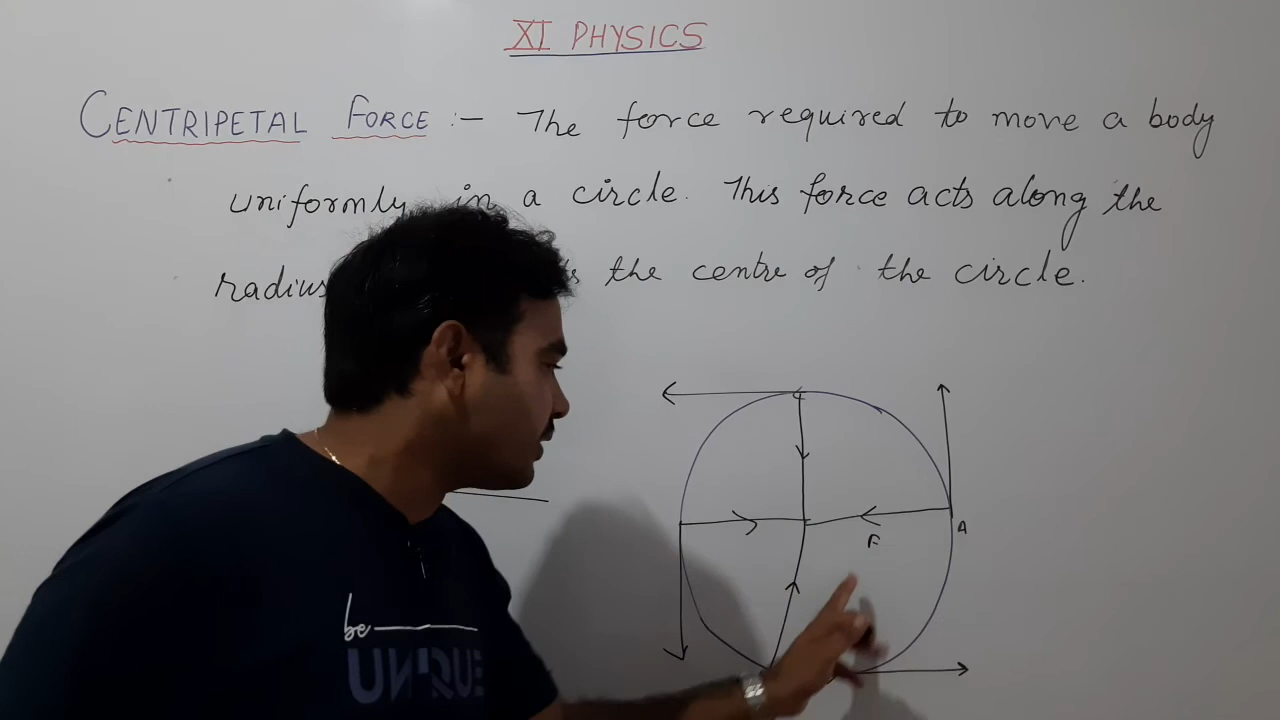 XI PHYSICS
CENTRIPETAL FORCE :- The force required to move a body
uniformly in a circle. This force acts along the
radius the centre of the circle.
F
A
be